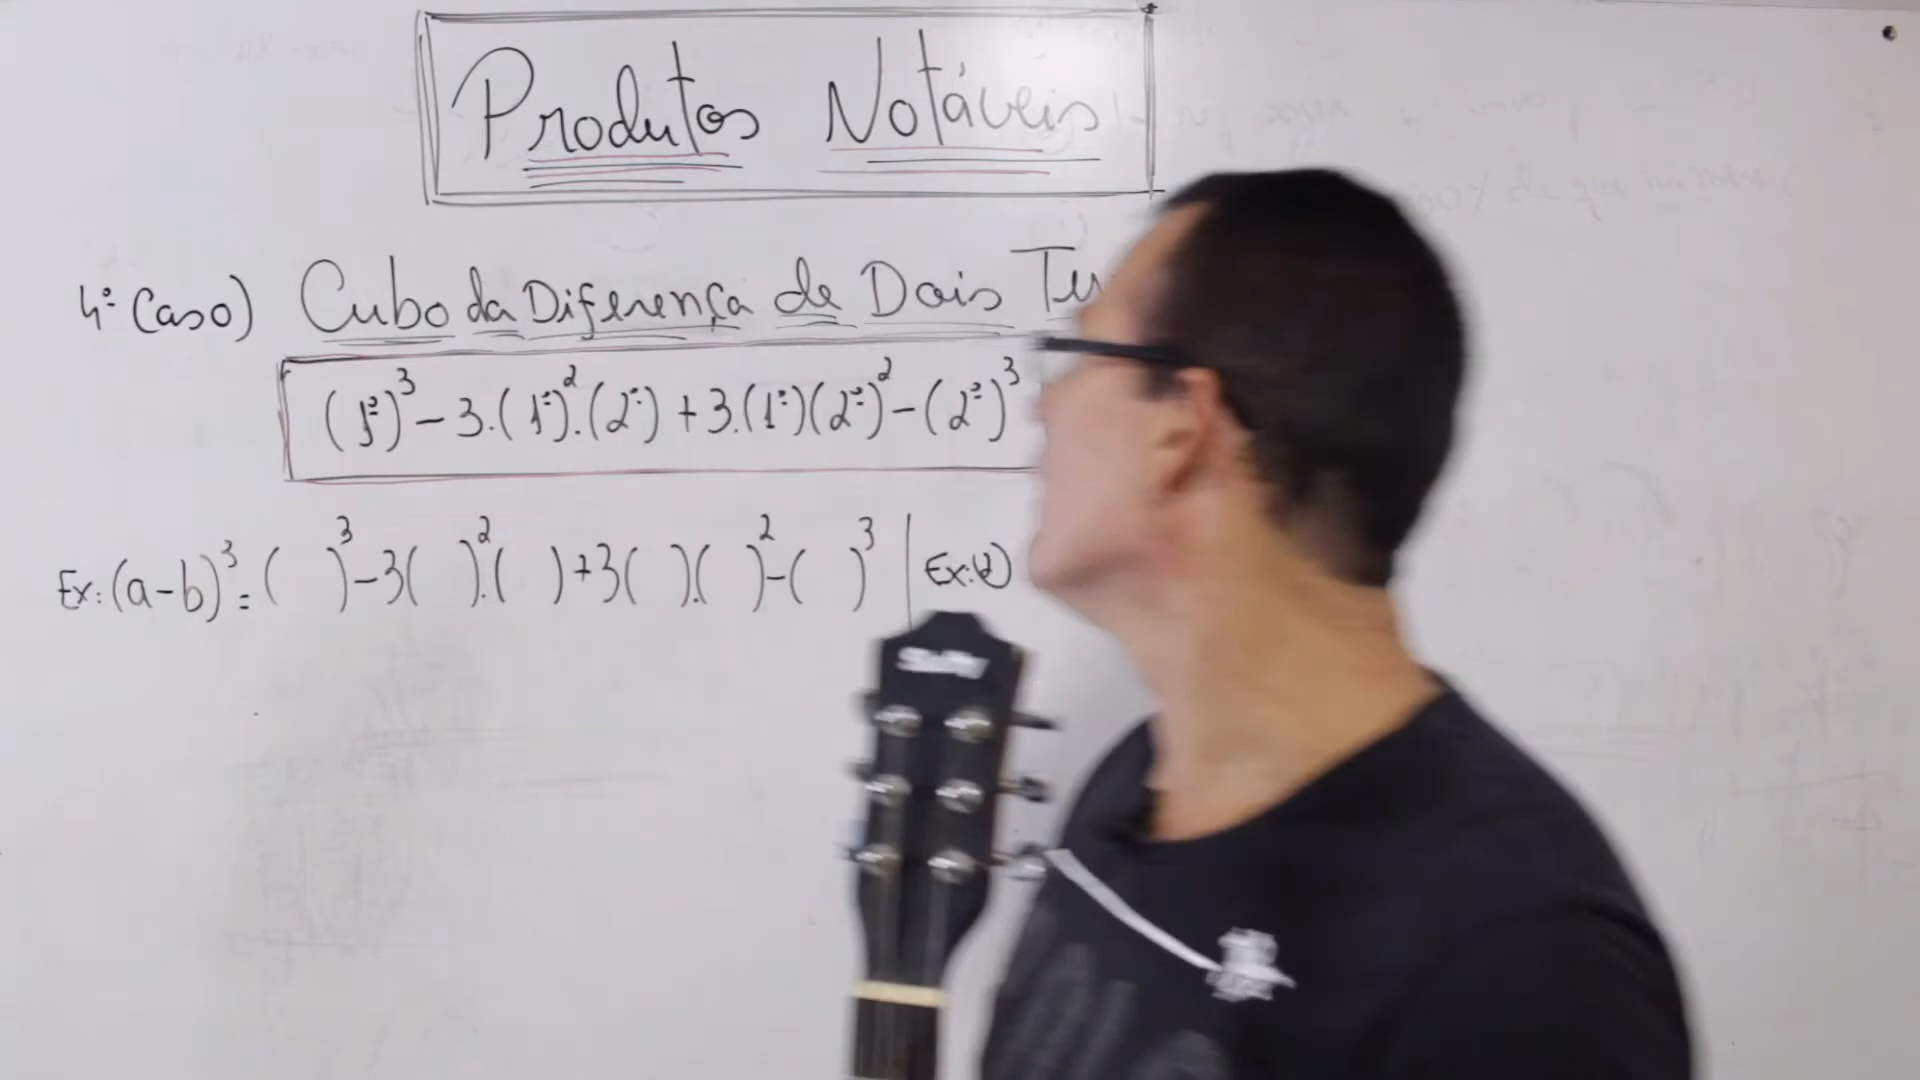 Produtos Notáveis
4º Caso) Cubo da Diferença de Dois
(1º)³ - 3.(1º)².(2º) + 3.(1º)(2º)² - (2º)³
Ex: (a-b)³ = (  )³ - 3(  )².(  ) + 3(  ).(  )² - (  )³ | Ex: 2)